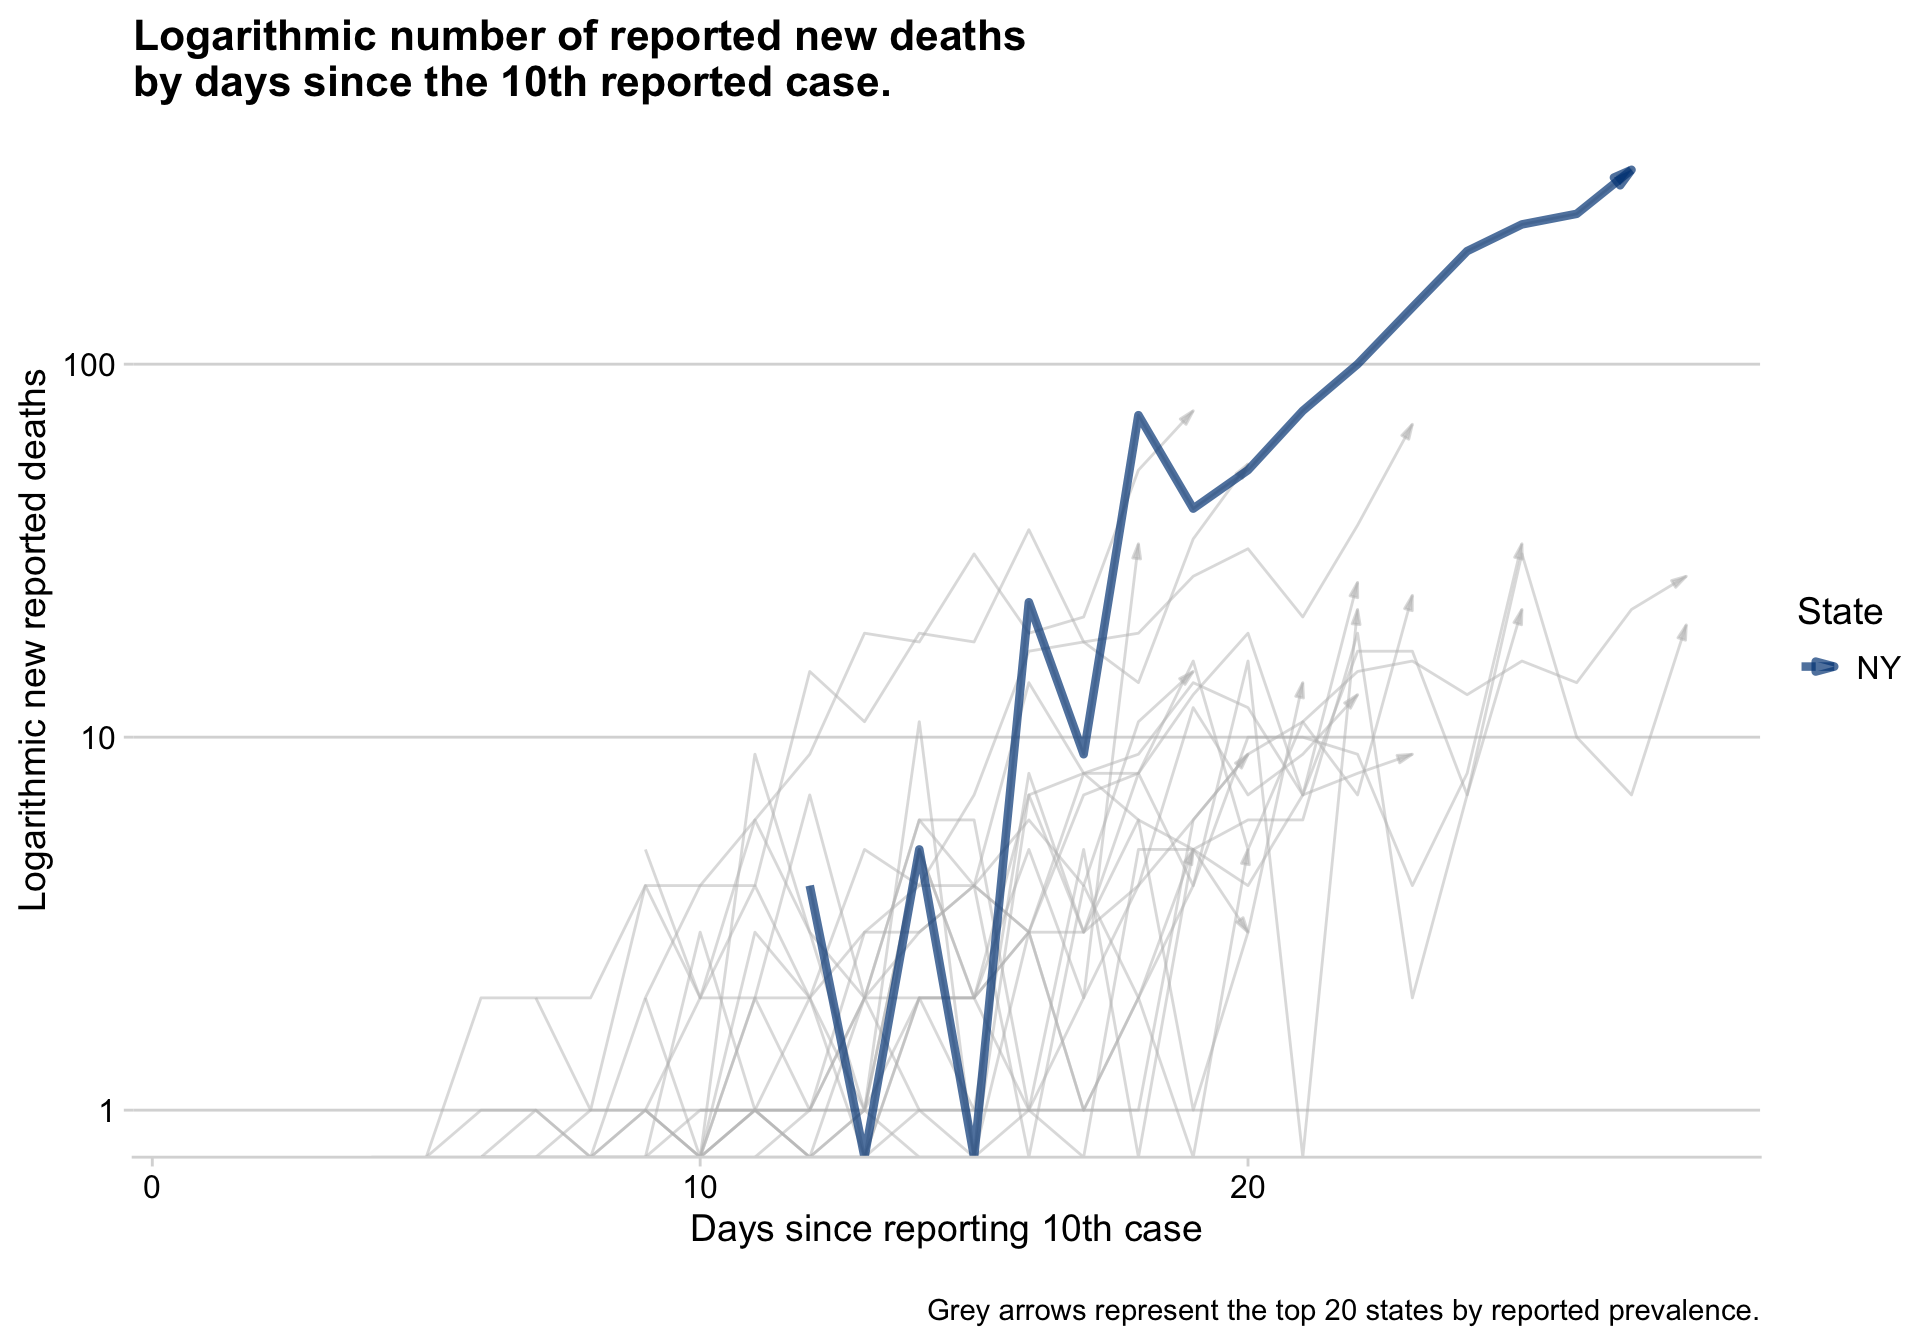 Logarithmic number of reported new deaths
by days since the 10th reported case.
Logarithmic new reported deaths
100
10
1
0
10
20
Days since reporting 10th case
State
NY
Grey arrows represent the top 20 states by reported prevalence.